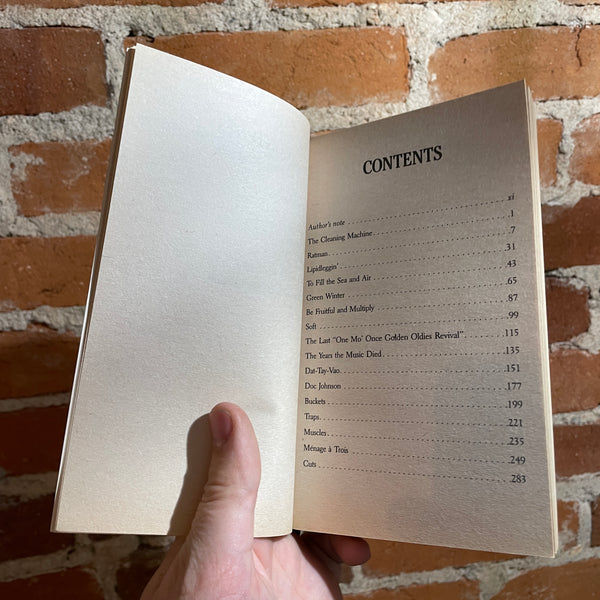 CONTENTS
Author's note . . . . . . . . . . xi
The Cleaning Machine . . . . . . . . . . 1
Ratman . . . . . . . . . . 7
Lipidleggin' . . . . . . . . . . 31
To Fill the Sea and Air . . . . . . . . . . 43
Green Winter . . . . . . . . . . 65
Be Fruitful and Multiply . . . . . . . . . . 87
Soft . . . . . . . . . . 99
The Last "One Mo' Once Golden Oldies Revival" . . . . . . . . . . 115
The Years the Music Died . . . . . . . . . . 135
Dat-Tay-Vao . . . . . . . . . . 151
Doc Johnson . . . . . . . . . . 177
Buckets . . . . . . . . . . 199
Traps . . . . . . . . . . 221
Muscles . . . . . . . . . . 235
Ménage à Trois . . . . . . . . . . 249
Cuts . . . . . . . . . . 283